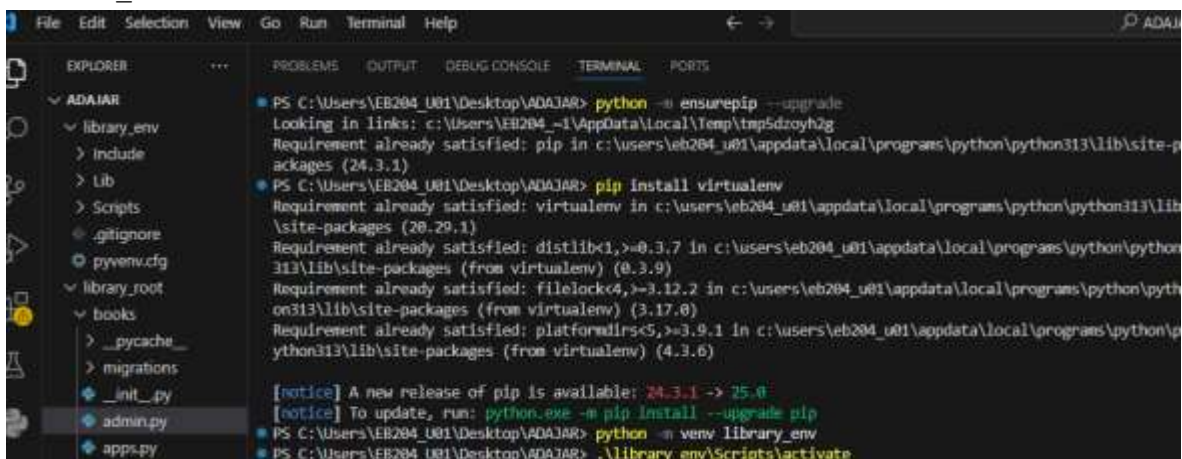 File Edit Selection View Go Run Terminal Help
EXPLORER
PROBLEMS OUTPUT DEBUG CONSOLE TERMINAL PORTS
ADAJAR
library_env
Include
Lib
Scripts
.gitignore
pyvenv.cfg
library_root
books
__pycache__
migrations
__init__.py
admin.py
apps.py
PS C:\Users\EB204_U01\Desktop\ADAJAR> python -m ensurepip --upgrade
Looking in links: c:\Users\EB204_~1\AppData\Local\Temp\tmp5dzoyh2g
Requirement already satisfied: pip in c:\users\eb204_u01\appdata\local\programs\python\python313\lib\site-p
ackages (24.3.1)
PS C:\Users\EB204_U01\Desktop\ADAJAR> pip install virtualenv
Requirement already satisfied: virtualenv in c:\users\eb204_u01\appdata\local\programs\python\python313\lib
\site-packages (20.29.1)
Requirement already satisfied: distlib<1,>=0.3.7 in c:\users\eb204_u01\appdata\local\programs\python\python
313\lib\site-packages (from virtualenv) (0.3.9)
Requirement already satisfied: filelock<4,>=3.12.2 in c:\users\eb204_u01\appdata\local\programs\python\pyth
on313\lib\site-packages (from virtualenv) (3.17.0)
Requirement already satisfied: platformdirs<5,>=3.9.1 in c:\users\eb204_u01\appdata\local\programs\python\p
ython313\lib\site-packages (from virtualenv) (4.3.6)
[notice] A new release of pip is available: 24.3.1 -> 25.0
[notice] To update, run: python.exe -m pip install --upgrade pip
PS C:\Users\EB204_U01\Desktop\ADAJAR> python -m venv library_env
PS C:\Users\EB204_U01\Desktop\ADAJAR> .\library_env\Scripts\activate